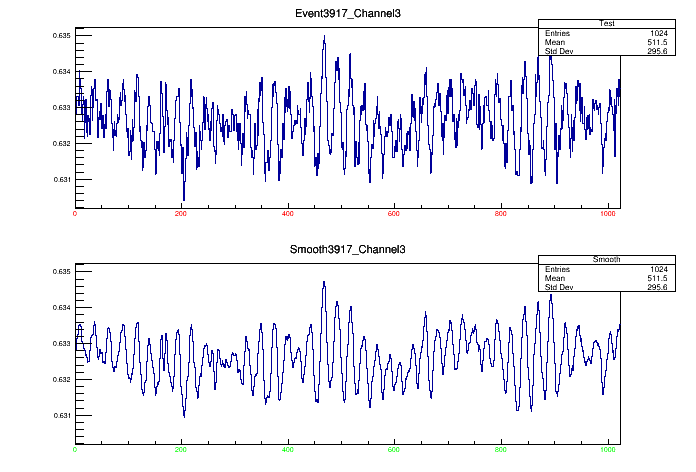 Event3917_Channel3
Test
Entries 1024
Mean 511.5
Std Dev 295.6
0.635
0.634
0.633
0.632
0.631
0 200 400 600 800 1000
Smooth3917_Channel3
Smooth
Entries 1024
Mean 511.5
Std Dev 295.6
0.635
0.634
0.633
0.632
0.631
0 200 400 600 800 1000